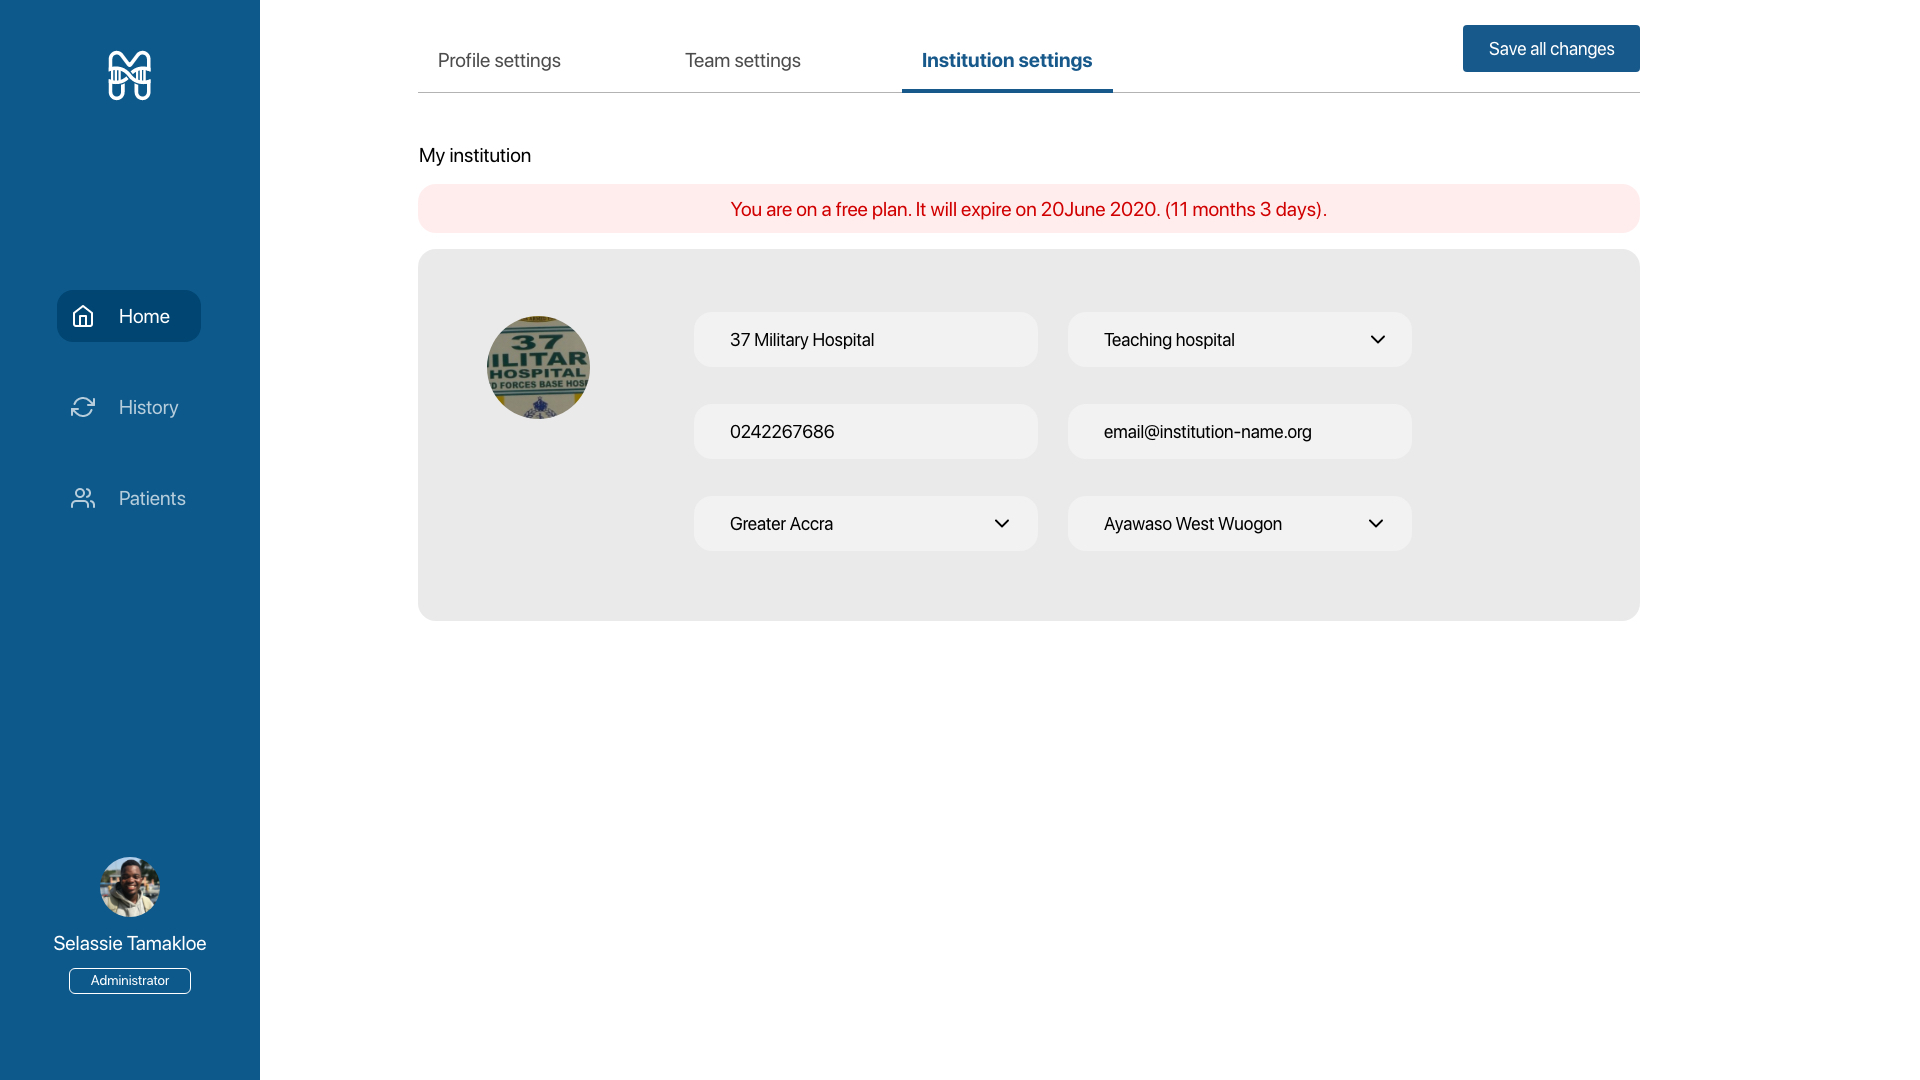 Profile settings
Team settings
Institution settings
Save all changes
My institution
You are on a free plan. It will expire on 20June 2020. (11 months 3 days).
37
ILITAR
HOSPITAL
D FORCES BASE HOSF
37 Military Hospital
Teaching hospital
0242267686
email@institution-name.org
Greater Accra
Ayawaso West Wuogon
Home
History
Patients
Selassie Tamakloe
Administrator